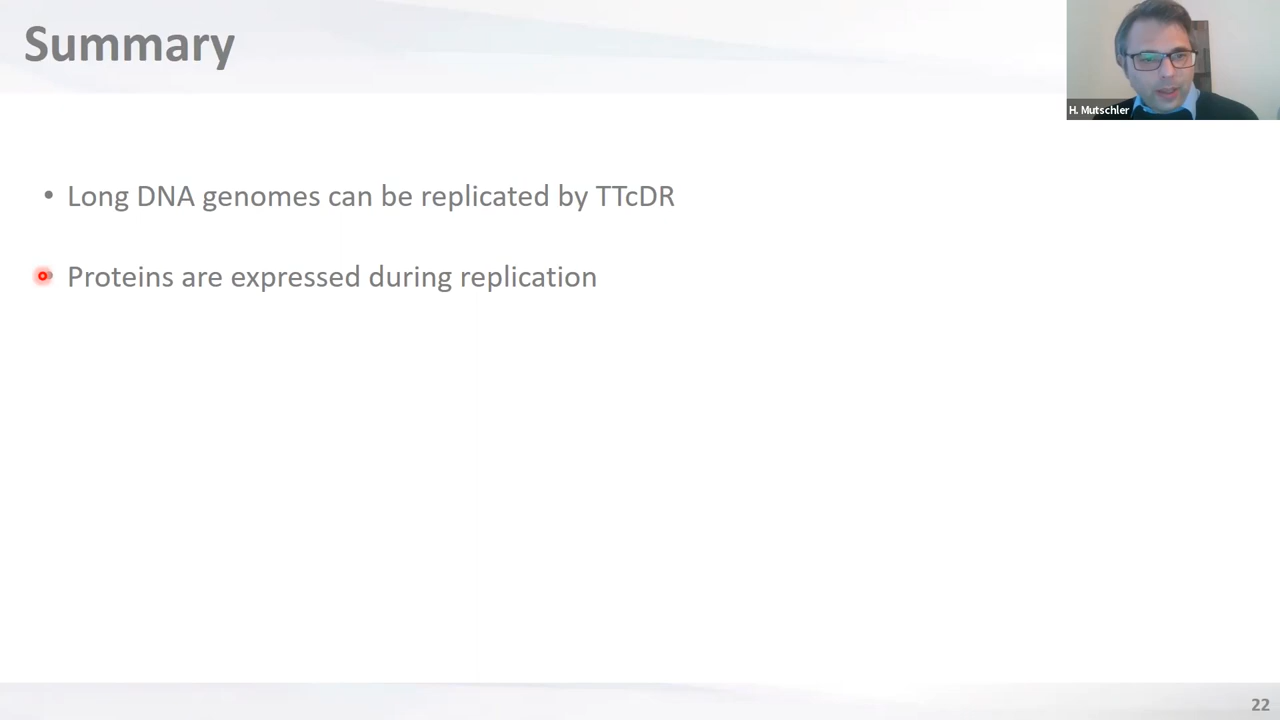 Summary
H. Mutschler
• Long DNA genomes can be replicated by TTcDR
Proteins are expressed during replication
22